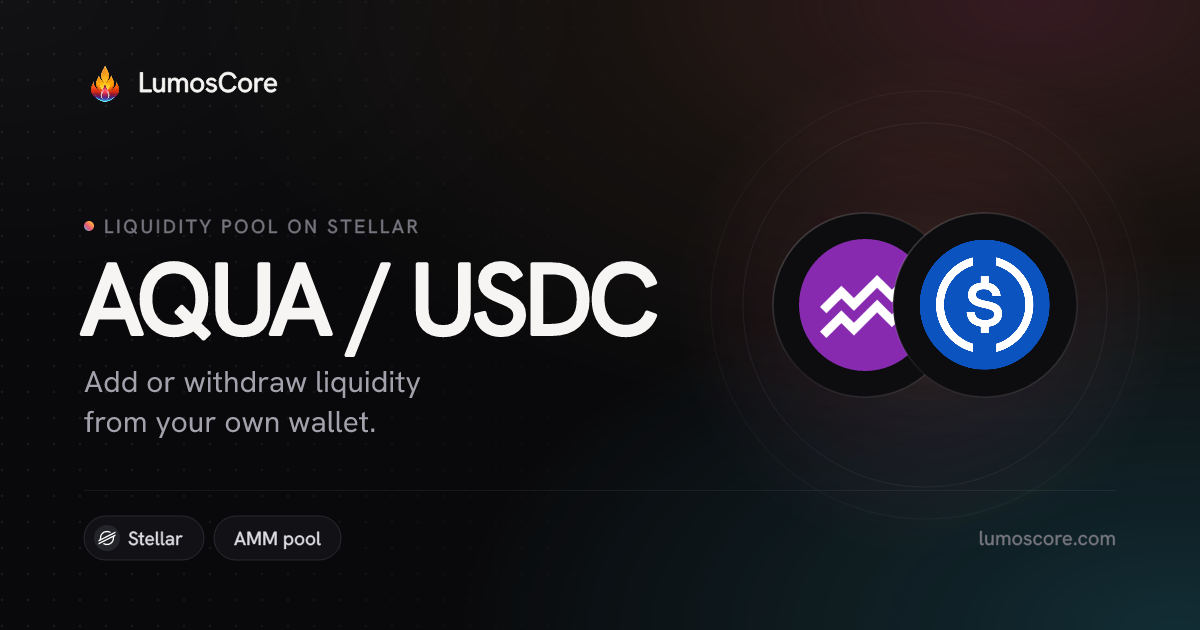 LumosCore
LIQUIDITY POOL ON STELLAR
AQUA / USDC
Add or withdraw liquidity
from your own wallet.
$
Stellar
AMM pool
lumoscore.com